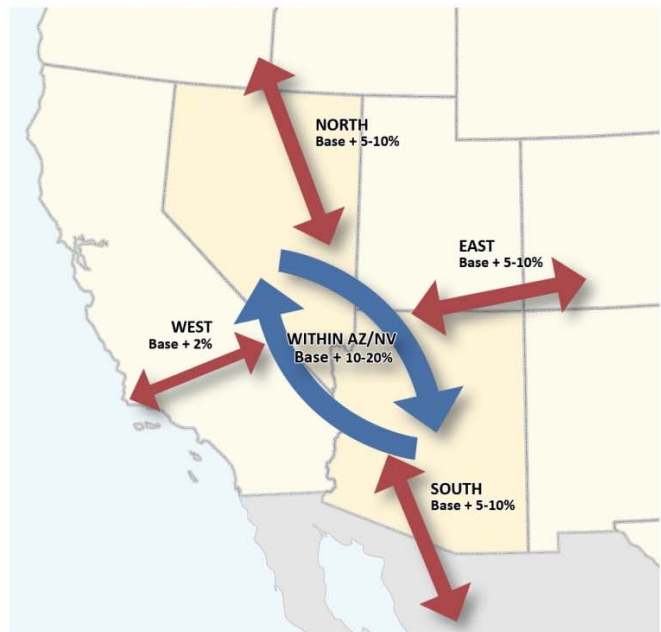 NORTH
Base + 5-10%
EAST
Base + 5-10%
WEST
Base + 2%
WITHIN AZ/NV
Base + 10-20%
SOUTH
Base + 5-10%